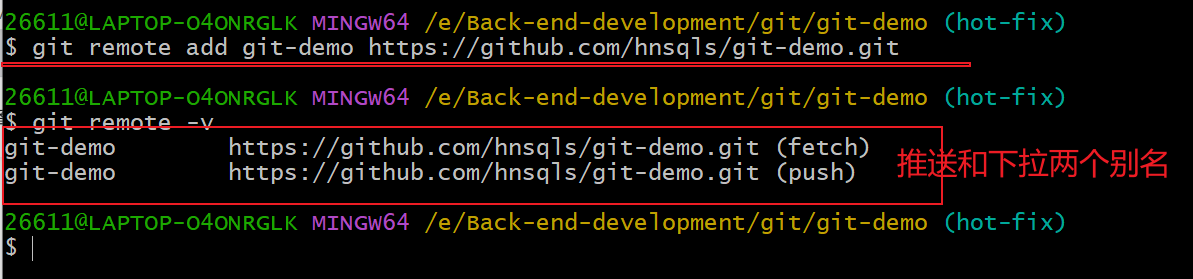 26611@LAPTOP-O4ONRGLK MINGW64 /e/Back-end-development/git/git-demo (hot-fix)
$ git remote add git-demo https://github.com/hnsqls/git-demo.git
26611@LAPTOP-O4ONRGLK MINGW64 /e/Back-end-development/git/git-demo (hot-fix)
$ git remote -v
git-demo        https://github.com/hnsqls/git-demo.git (fetch)
git-demo        https://github.com/hnsqls/git-demo.git (push)
推送和下拉两个别名
26611@LAPTOP-O4ONRGLK MINGW64 /e/Back-end-development/git/git-demo (hot-fix)
$